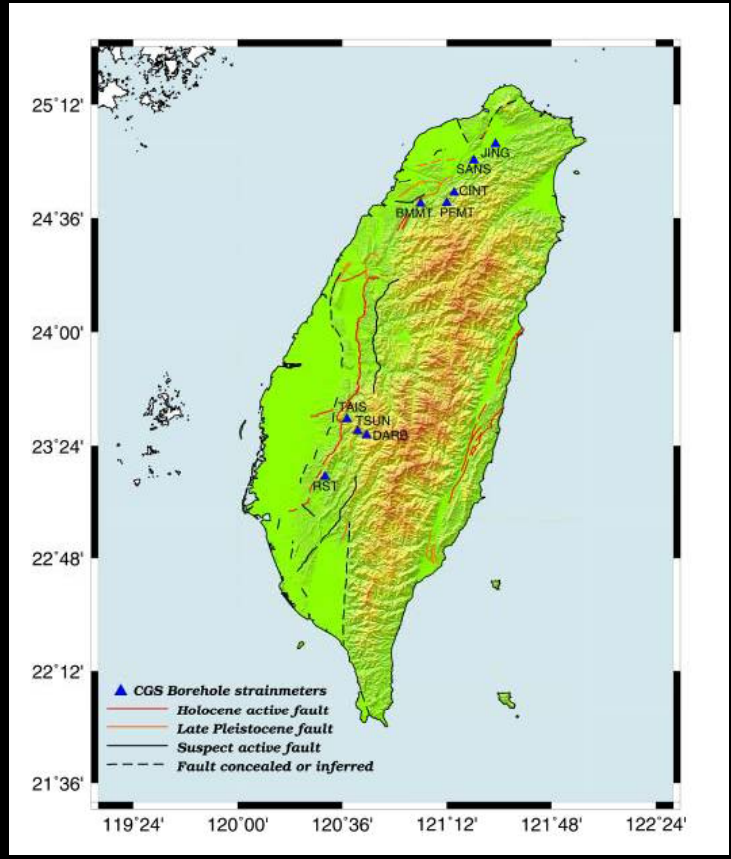 25˚12'
JING
SANS
CINT
24˚36'
BMMT PFMT
24˚00'
TAIS
TSUN
23˚24'
DARB
RST
22˚48'
22˚12'
CGS Borehole strainmeters
Holocene active fault
Late Pleistocene fault
Suspect active fault
Fault concealed or inferred
21˚36'
119˚24' 120˚00' 120˚36' 121˚12' 121˚48' 122˚24'